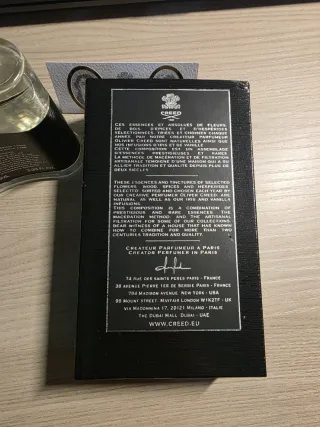 CREED
CES ESSENCES ET ABSOLUES DE FLEURS,
DE BOIS, D'ÉPICES ET D'HESPÉRIDÉS
SÉLECTIONNÉES, TRIÉES ET CHOISIES CHAQUE
ANNÉE PAR NOTRE CRÉATEUR PARFUMEUR
OLIVIER CREED SONT NATURELLES AINSI QUE
NOS INFUSIONS D'IRIS ET DE VANILLE
CETTE COMPOSITION EST UN ASSEMBLAGE
D'ESSENCES PRESTIGIEUSES ET RARES
LA MÉTHODE DE MACÉRATION ET DE FILTRATION
ARTISANALE TÉMOIGNE D'UNE MAISON QUI A SU
ALLIER TRADITION ET QUALITÉ DEPUIS PLUS DE
DEUX SIÈCLES
THESE ESSENCES AND TINCTURES OF SELECTED
FLOWERS, WOOD, SPICES AND HESPERIDES
SELECTED, SORTED AND CHOSEN EACH YEAR BY
OUR CREATIVE PERFUMER OLIVIER CREED ARE
NATURAL AS WELL AS OUR IRIS AND VANILLA
INFUSIONS
THIS COMPOSITION IS A COMBINATION OF
PRESTIGIOUS AND RARE ESSENCES. THE
MACERATION METHOD AND THE ARTISANAL
FILTRATION FOR SOME OF OUR COLLECTIONS
BEAR WITNESS OF A HOUSE THAT HAS KNOWN
HOW TO COMBINE FOR MORE THAN TWO
CENTURIES TRADITION AND QUALITY.
CRÉATEUR PARFUMEUR À PARIS
CREATOR PERFUMER IN PARIS
74 RUE DES SAINTS PÈRES PARIS - FRANCE
38 AVENUE PIERRE 1ER DE SERBIE PARIS - FRANCE
794 MADISON AVENUE, NEW YORK - USA
99 MOUNT STREET, MAYFAIR LONDON W1K2TF - UK
VIA MADONNINA 17, 20121 MILANO - ITALIE
THE DUBAI MALL DUBAI - UAE
WWW.CREED.EU